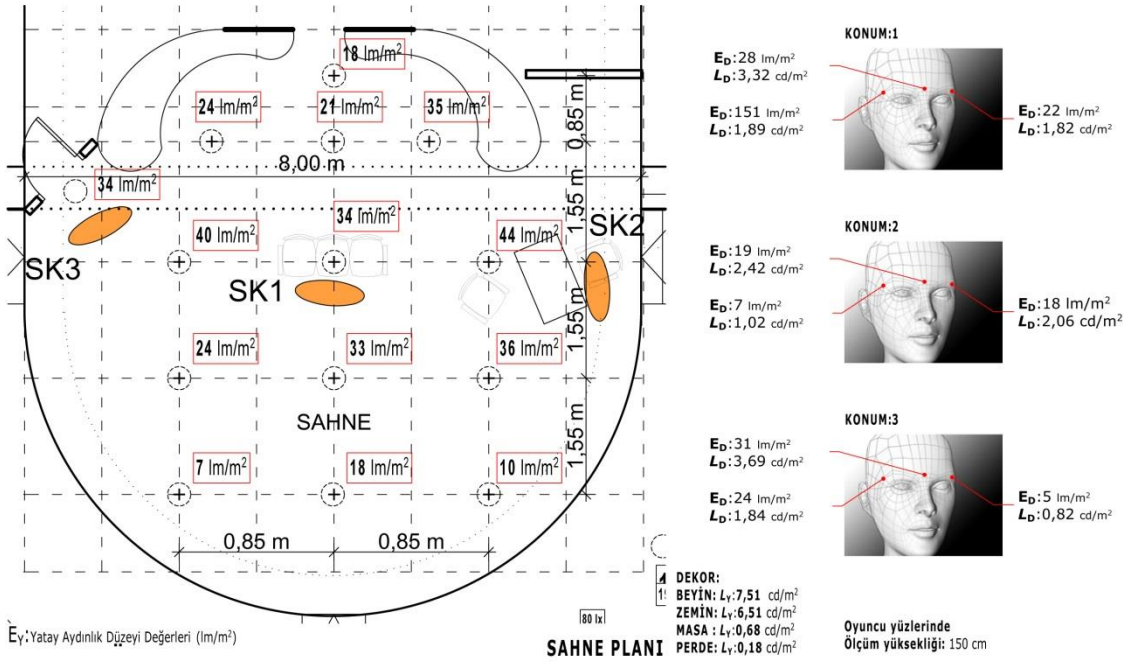 18 lm/m²
24 lm/m²
21 lm/m²
35 lm/m²
0,85 m
8,00 m
34 lm/m²
1,55 m
34 lm/m²
40 lm/m²
44 lm/m²
SK2
SK3
SK1
1,55 m
24 lm/m²
33 lm/m²
36 lm/m²
SAHNE
1,55 m
7 lm/m²
18 lm/m²
10 lm/m²
0,85 m
0,85 m
80 lx
EY:Yatay Aydınlık Düzeyi Değerleri (lm/m²)
SAHNE PLANI
KONUM:1
ED:28 lm/m²
LD:3,32 cd/m²
ED:151 lm/m²
LD:1,89 cd/m²
ED:22 lm/m²
LD:1,82 cd/m²
KONUM:2
ED:19 lm/m²
LD:2,42 cd/m²
ED:7 lm/m²
LD:1,02 cd/m²
ED:18 lm/m²
LD:2,06 cd/m²
KONUM:3
ED:31 lm/m²
LD:3,69 cd/m²
ED:24 lm/m²
LD:1,84 cd/m²
ED:5 lm/m²
LD:0,82 cd/m²
DEKOR:
BEYİN: LY:7,51 cd/m²
ZEMİN: LY:6,51 cd/m²
MASA : LY:0,68 cd/m²
PERDE: LY:0,18 cd/m²
Oyuncu yüzlerinde
Ölçüm yüksekliği: 150 cm